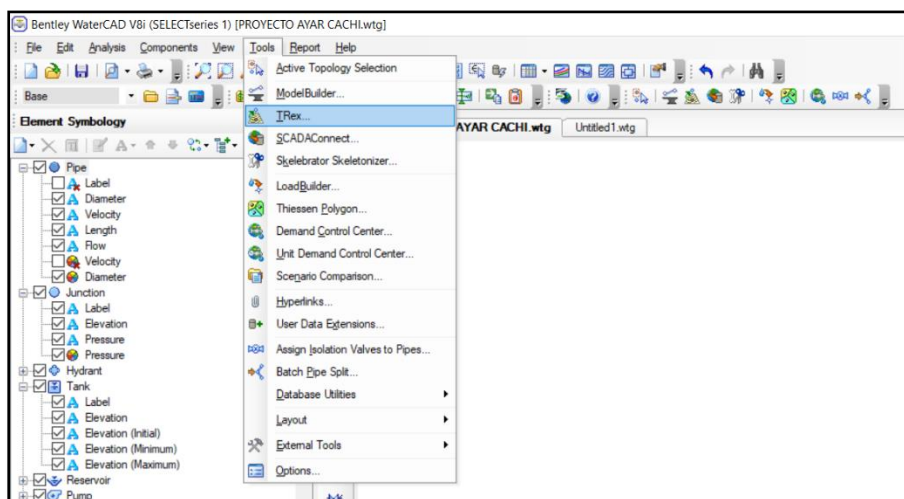 Bentley WaterCAD V8i (SELECTseries 1) [PROYECTO AYAR CACHI.wtg]
File Edit Analysis Components View Tools Report Help
Base
Element Symbology
Pipe
Label
Diameter
Velocity
Length
Flow
Velocity
Diameter
Junction
Label
Elevation
Pressure
Pressure
Hydrant
Tank
Label
Elevation
Elevation (Initial)
Elevation (Minimum)
Elevation (Maximum)
Reservoir
Pump
Active Topology Selection
ModelBuilder...
TRex...
SCADAConnect...
Skelebrator Skeletonizer...
LoadBuilder...
Thiessen Polygon...
Demand Control Center...
Unit Demand Control Center...
Scenario Comparison...
Hyperlinks...
User Data Extensions...
Assign Isolation Valves to Pipes...
Batch Pipe Split...
Database Utilities
Layout
External Tools
Options...
AYAR CACHI.wtg Untitled1.wtg